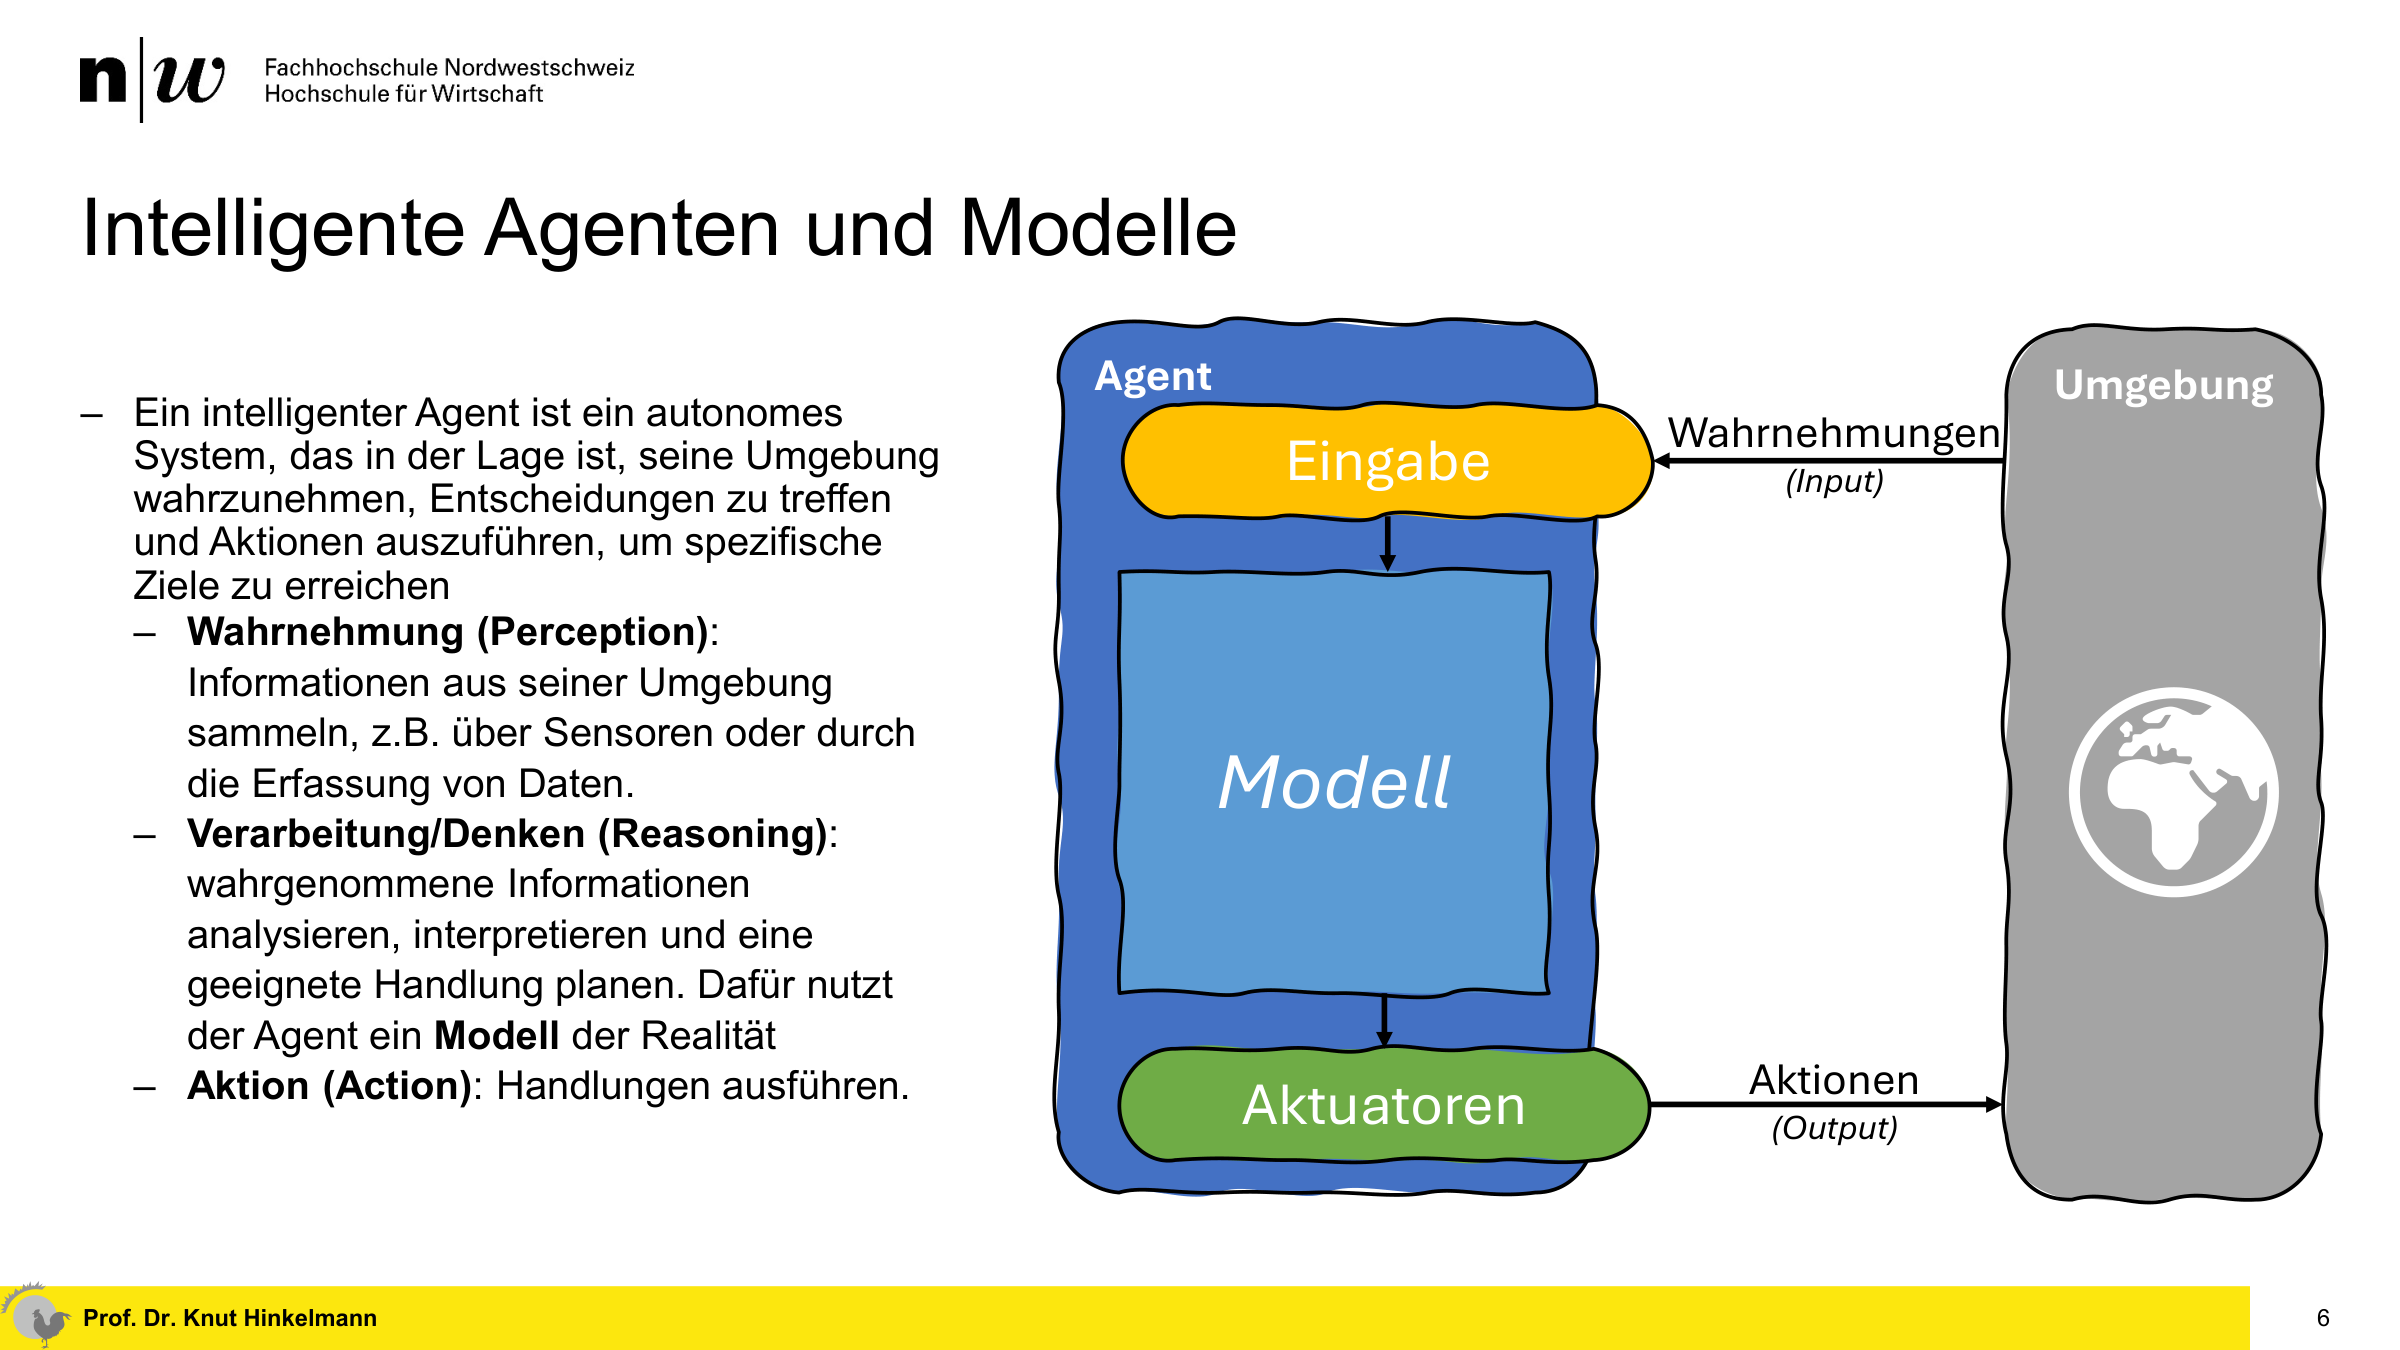 n|w
Fachhochschule Nordwestschweiz
Hochschule für Wirtschaft
Intelligente Agenten und Modelle
– Ein intelligenter Agent ist ein autonomes
System, das in der Lage ist, seine Umgebung
wahrzunehmen, Entscheidungen zu treffen
und Aktionen auszuführen, um spezifische
Ziele zu erreichen
– Wahrnehmung (Perception):
Informationen aus seiner Umgebung
sammeln, z.B. über Sensoren oder durch
die Erfassung von Daten.
– Verarbeitung/Denken (Reasoning):
wahrgenommene Informationen
analysieren, interpretieren und eine
geeignete Handlung planen. Dafür nutzt
der Agent ein Modell der Realität
– Aktion (Action): Handlungen ausführen.
Agent
Eingabe
Modell
Aktuatoren
Wahrnehmungen
(Input)
Aktionen
(Output)
Umgebung
Prof. Dr. Knut Hinkelmann
6